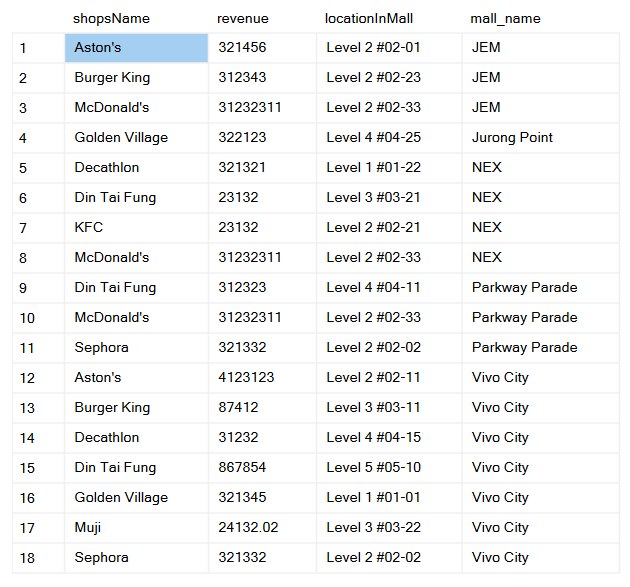 shopsName revenue locationInMall mall_name
1 Aston's 321456 Level 2 #02-01 JEM
2 Burger King 312343 Level 2 #02-23 JEM
3 McDonald's 31232311 Level 2 #02-33 JEM
4 Golden Village 322123 Level 4 #04-25 Jurong Point
5 Decathlon 321321 Level 1 #01-22 NEX
6 Din Tai Fung 23132 Level 3 #03-21 NEX
7 KFC 23132 Level 2 #02-21 NEX
8 McDonald's 31232311 Level 2 #02-33 NEX
9 Din Tai Fung 312323 Level 4 #04-11 Parkway Parade
10 McDonald's 31232311 Level 2 #02-33 Parkway Parade
11 Sephora 321332 Level 2 #02-02 Parkway Parade
12 Aston's 4123123 Level 2 #02-11 Vivo City
13 Burger King 87412 Level 3 #03-11 Vivo City
14 Decathlon 31232 Level 4 #04-15 Vivo City
15 Din Tai Fung 867854 Level 5 #05-10 Vivo City
16 Golden Village 321345 Level 1 #01-01 Vivo City
17 Muji 24132.02 Level 3 #03-22 Vivo City
18 Sephora 321332 Level 2 #02-02 Vivo City